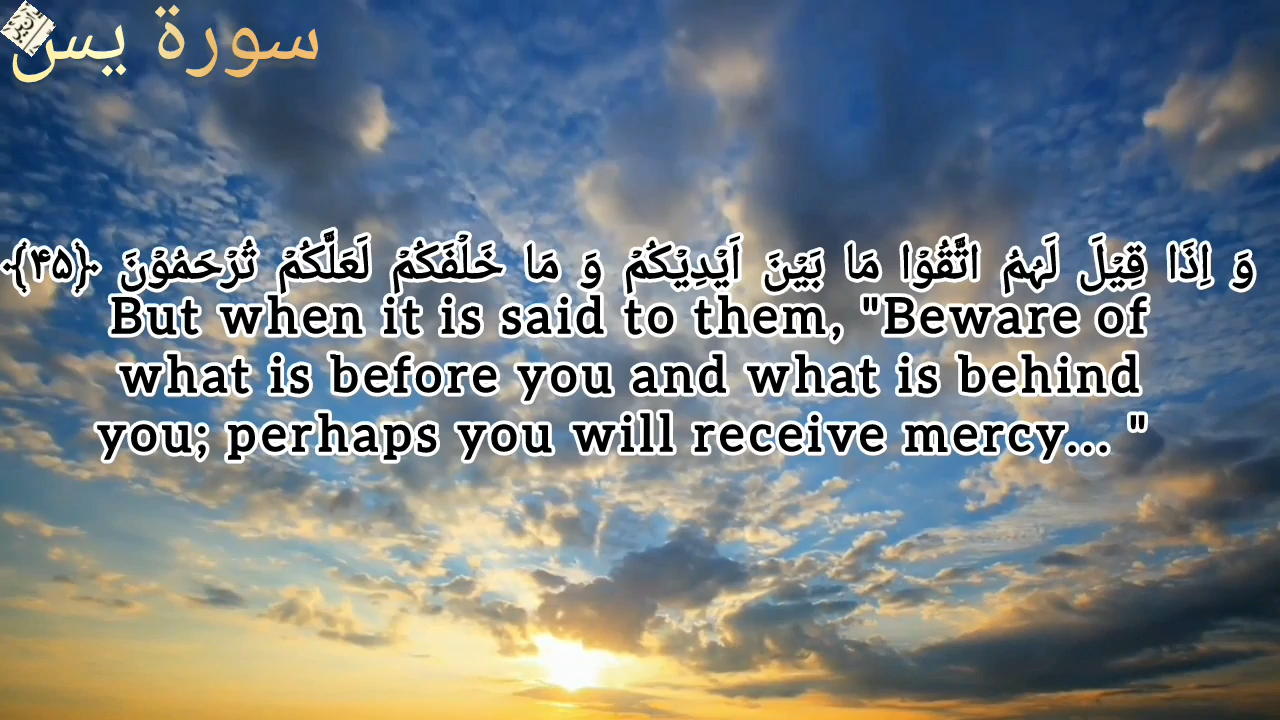 سورة يس
وَ اِذَا قِیْلَ لَہُمُ اتَّقُوْا مَا بَیْنَ اَیْدِیْکُمْ وَ مَا خَلْفَکُمْ لَعَلَّکُمْ تُرْحَمُوْنَ ﴿۴۵﴾
But when it is said to them, "Beware of
what is before you and what is behind
you; perhaps you will receive mercy... "